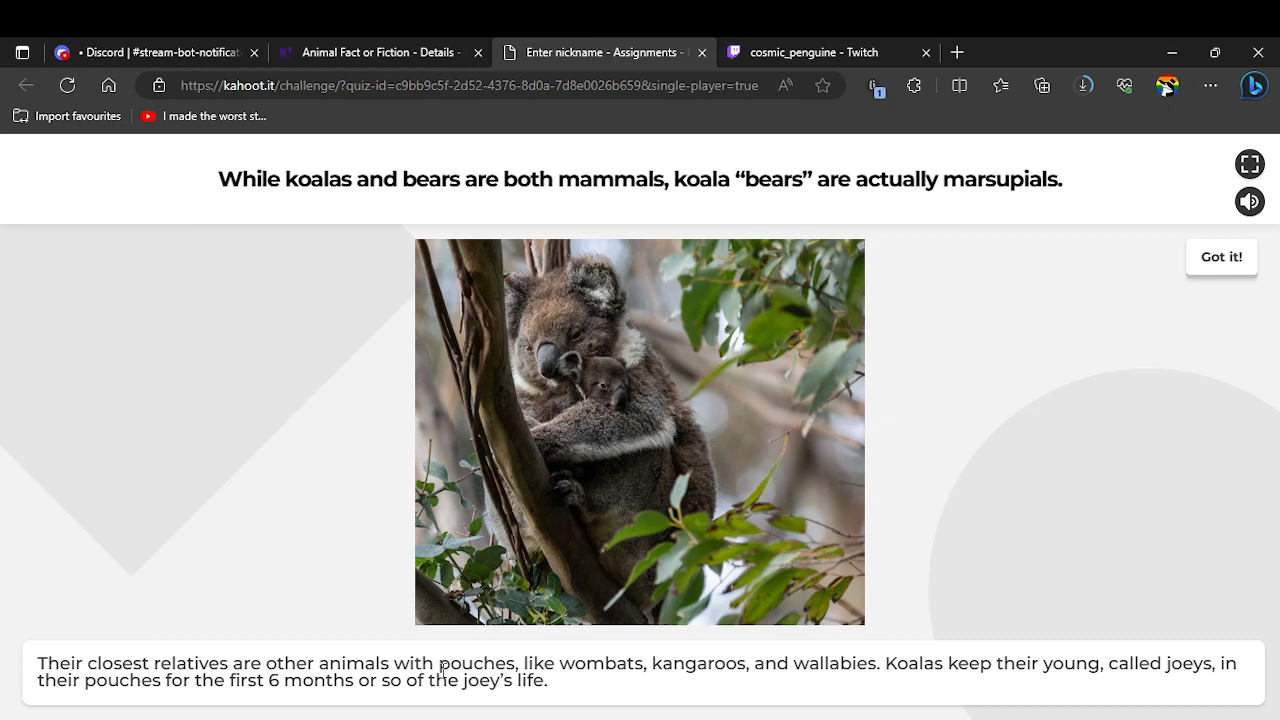 • Discord | #stream-bot-notificat
Animal Fact or Fiction - Details -
Enter nickname - Assignments -
cosmic_penguine - Twitch
https://kahoot.it/challenge/?quiz-id=c9bb9c5f-2d52-4376-8d0a-7d8e0026b659&single-player=true
1
Import favourites
I made the worst st...
While koalas and bears are both mammals, koala “bears” are actually marsupials.
Got it!
Their closest relatives are other animals with pouches, like wombats, kangaroos, and wallabies. Koalas keep their young, called joeys, in
their pouches for the first 6 months or so of the joey’s life.